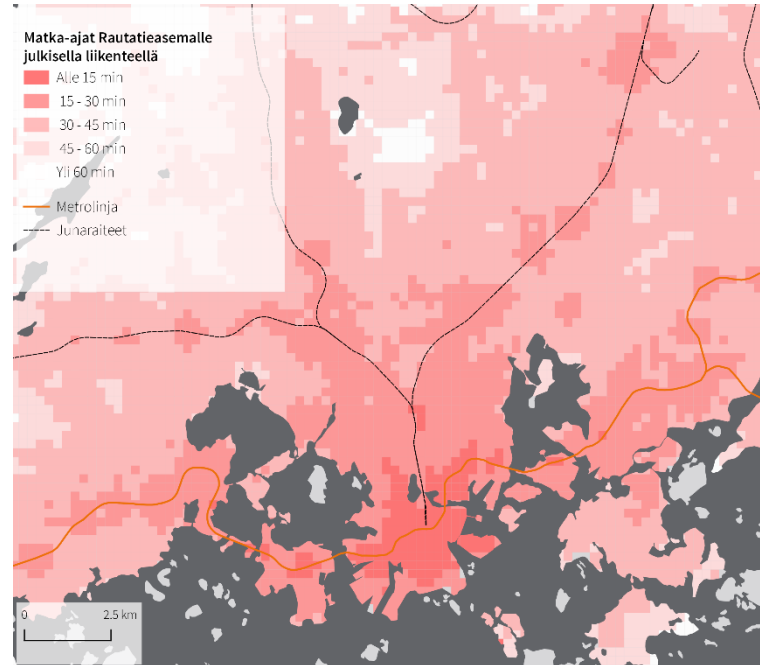 Matka-ajat Rautatieasemalle
julkisella liikenteellä
Alle 15 min
15 - 30 min
30 - 45 min
45 - 60 min
Yli 60 min
Metrolinja
Junaraiteet
0 2.5 km